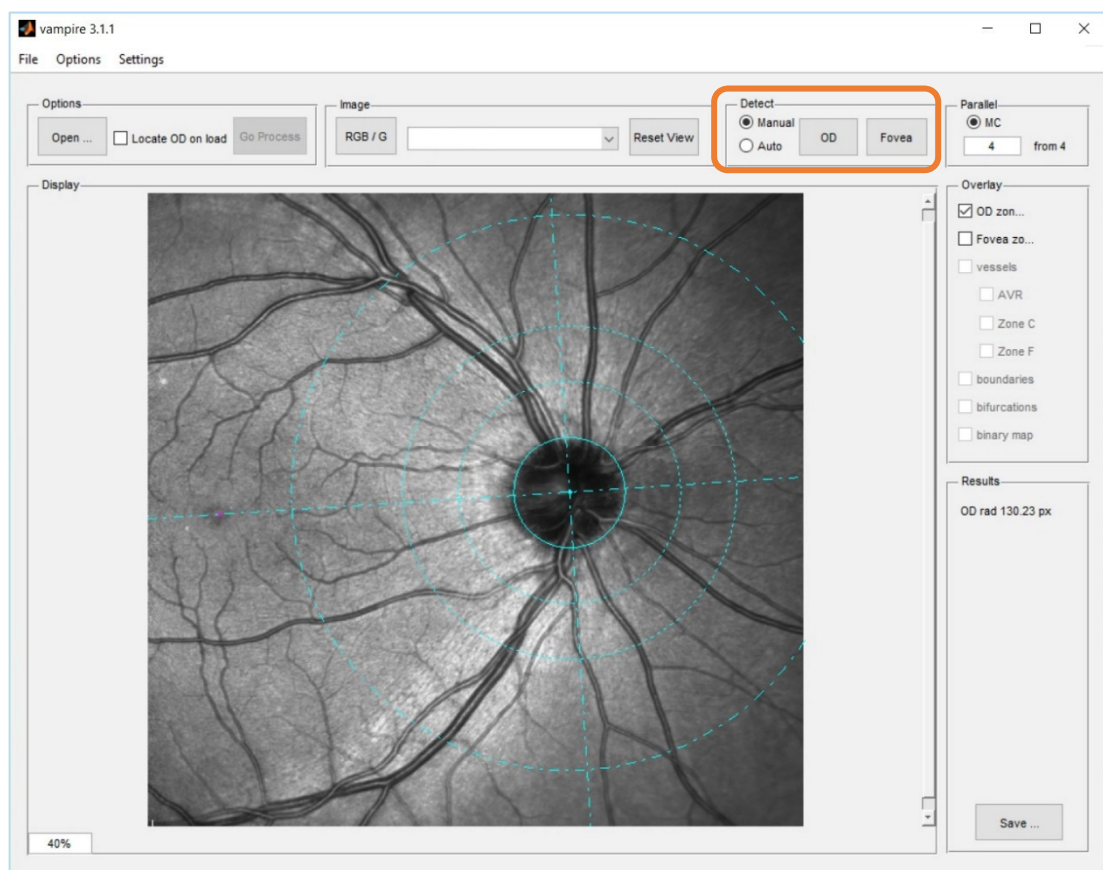 vampire 3.1.1
File Options Settings
Options
Open ...
Locate OD on load
Go Process
Image
RGB / G
Reset View
Detect
Manual
Auto
OD
Fovea
Parallel
MC
4 from 4
Display
40%
Overlay
OD zon...
Fovea zo...
vessels
AVR
Zone C
Zone F
boundaries
bifurcations
binary map
Results
OD rad 130.23 px
Save ...